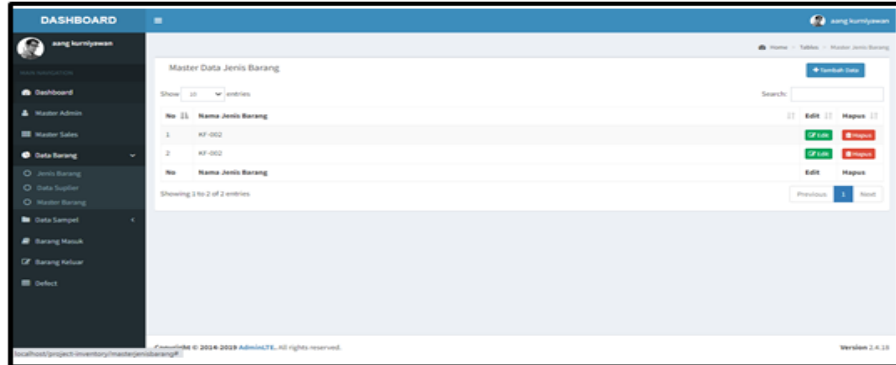 DASHBOARD
aang kurniyawan
aang kurniyawan
MAIN NAVIGATION
Dashboard
Master Admin
Master Sales
Data Barang
Jenis Barang
Data Suplier
Master Barang
Data Sampel
Barang Masuk
Barang Keluar
Defect
Home Tables Master Jenis Barang
Master Data Jenis Barang
+ Tambah Data
Show 10 entries
Search:
No Nama Jenis Barang Edit Hapus
1 KF-002 Edit Hapus
2 KF-002 Edit Hapus
No Nama Jenis Barang Edit Hapus
Showing 1 to 2 of 2 entries
Previous 1 Next
Copyright © 2014-2019 AdminLTE. All rights reserved.
Version 2.4.18
localhost/project-inventory/masterjenisbarang#